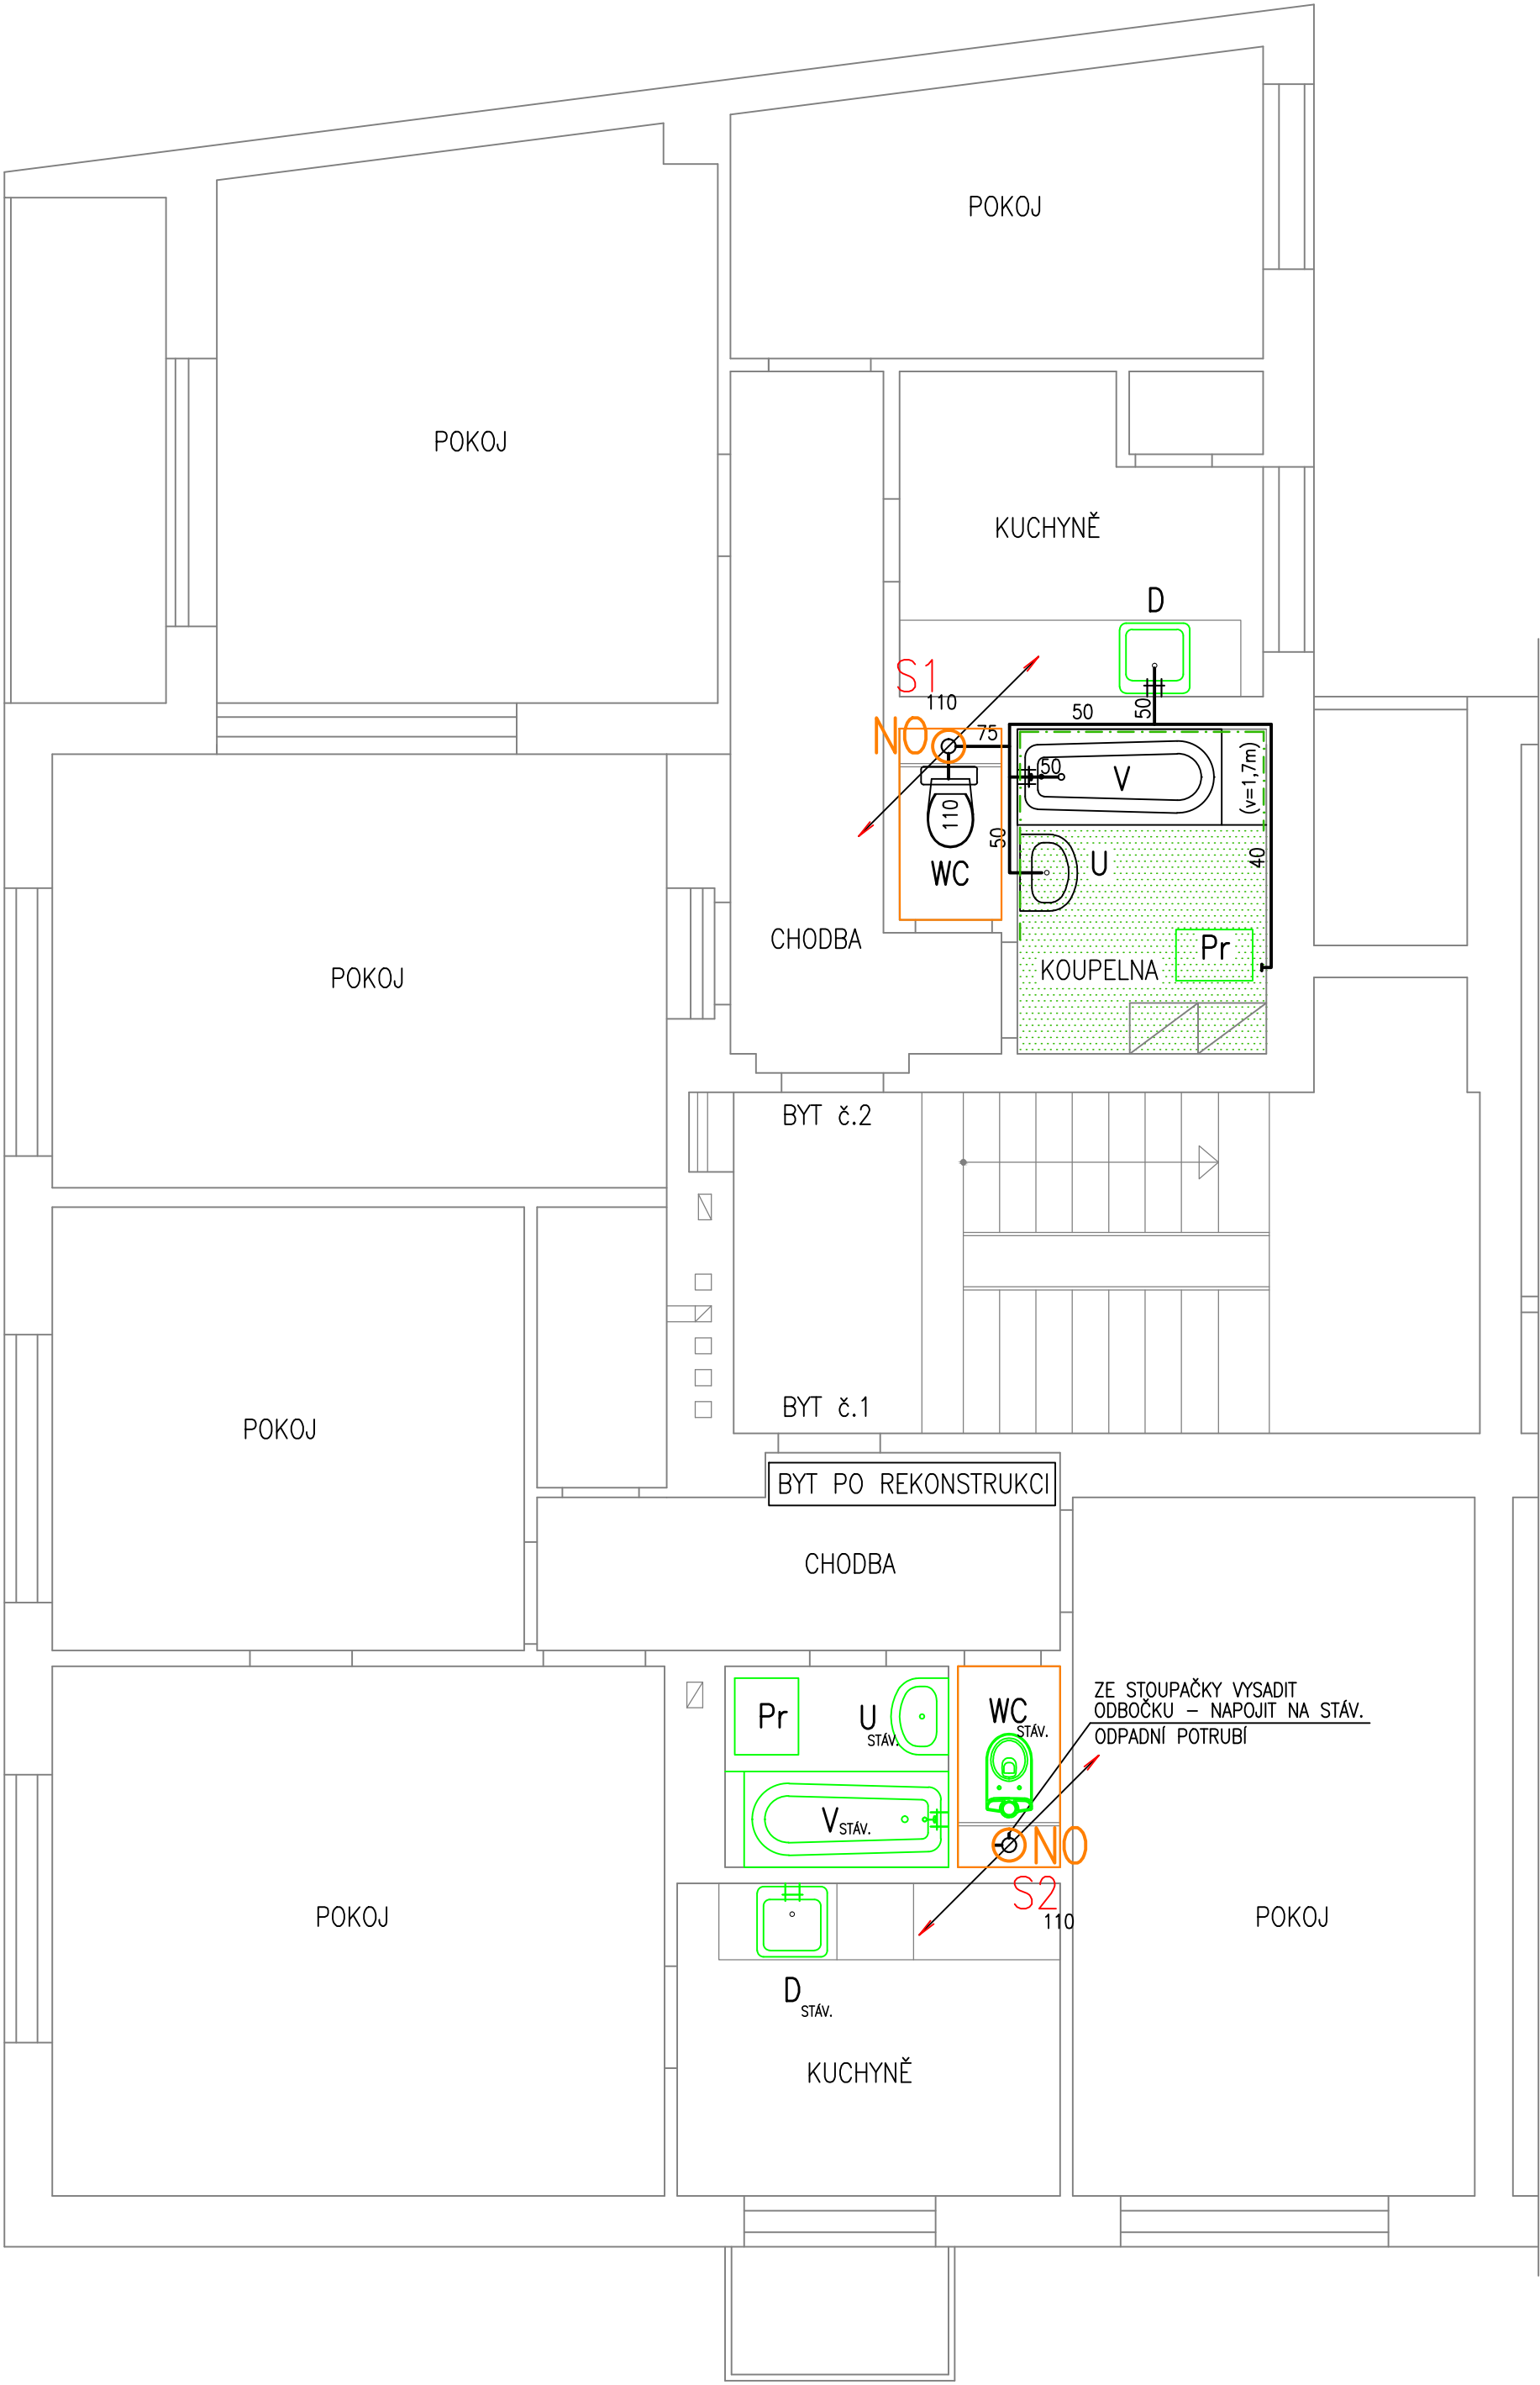 POKOJ
POKOJ
KUCHYNĚ
D
S1
110
50
50
NO
75
50
V
(v=1,7m)
110
50
WC
U
40
CHODBA
Pr
KOUPELNA
POKOJ
BYT č.2
BYT č.1
POKOJ
BYT PO REKONSTRUKCI
CHODBA
ZE STOUPAČKY VYSADIT
ODBOČKU – NAPOJIT NA STÁV.
ODPADNÍ POTRUBÍ
Pr
U STÁV.
WC STÁV.
V STÁV.
NO
S2
110
POKOJ
POKOJ
D STÁV.
KUCHYNĚ